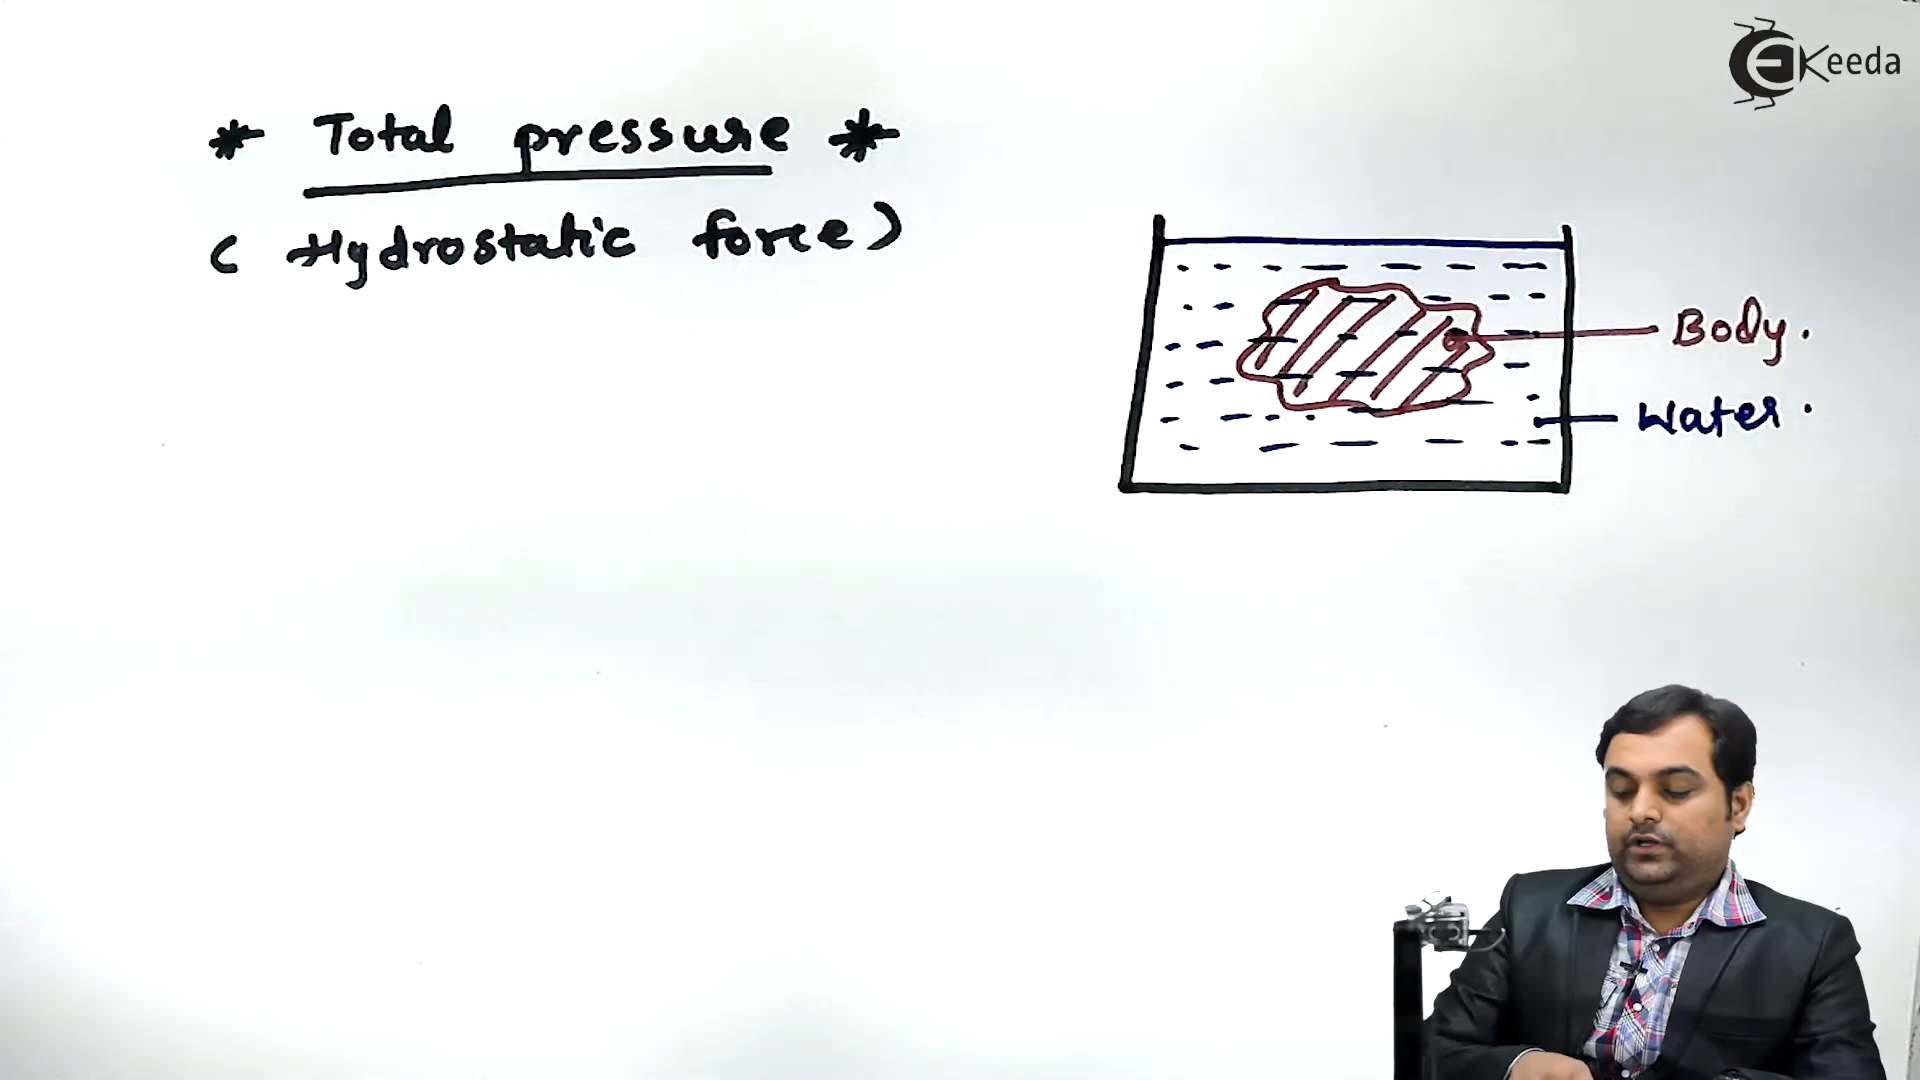 Ekeeda
* Total pressure *
( Hydrostatic force)
Body.
Water.